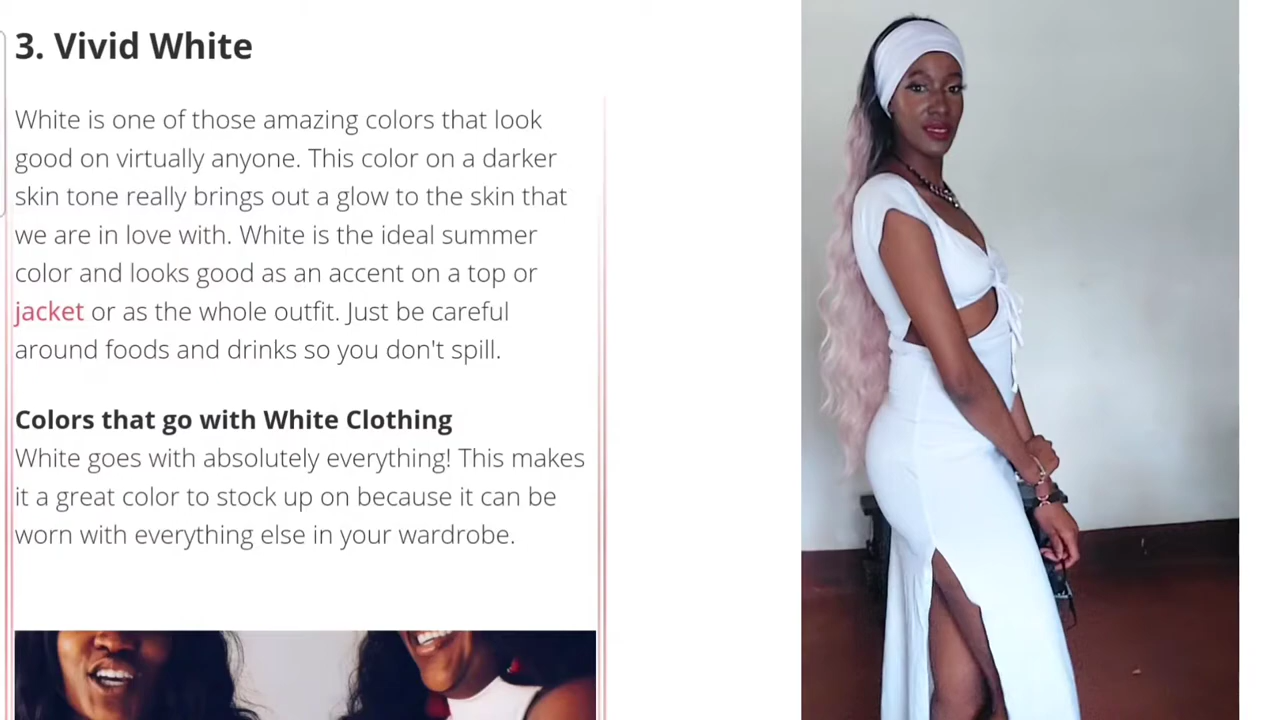 3. Vivid White
White is one of those amazing colors that look
good on virtually anyone. This color on a darker
skin tone really brings out a glow to the skin that
we are in love with. White is the ideal summer
color and looks good as an accent on a top or
jacket or as the whole outfit. Just be careful
around foods and drinks so you don't spill.
Colors that go with White Clothing
White goes with absolutely everything! This makes
it a great color to stock up on because it can be
worn with everything else in your wardrobe.